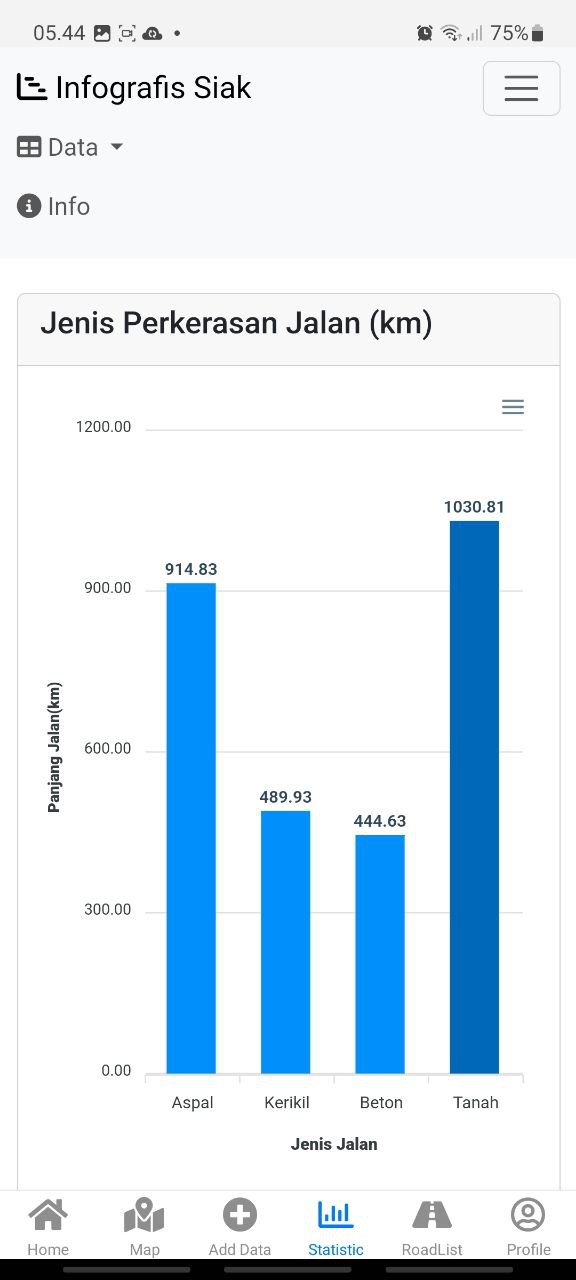 05.44
75%
Infografis Siak
Data
Info
Jenis Perkerasan Jalan (km)
1200.00
1030.81
914.83
900.00
Panjang Jalan(km)
600.00
489.93
444.63
300.00
0.00
Aspal Kerikil Beton Tanah
Jenis Jalan
Home Map Add Data Statistic RoadList Profile